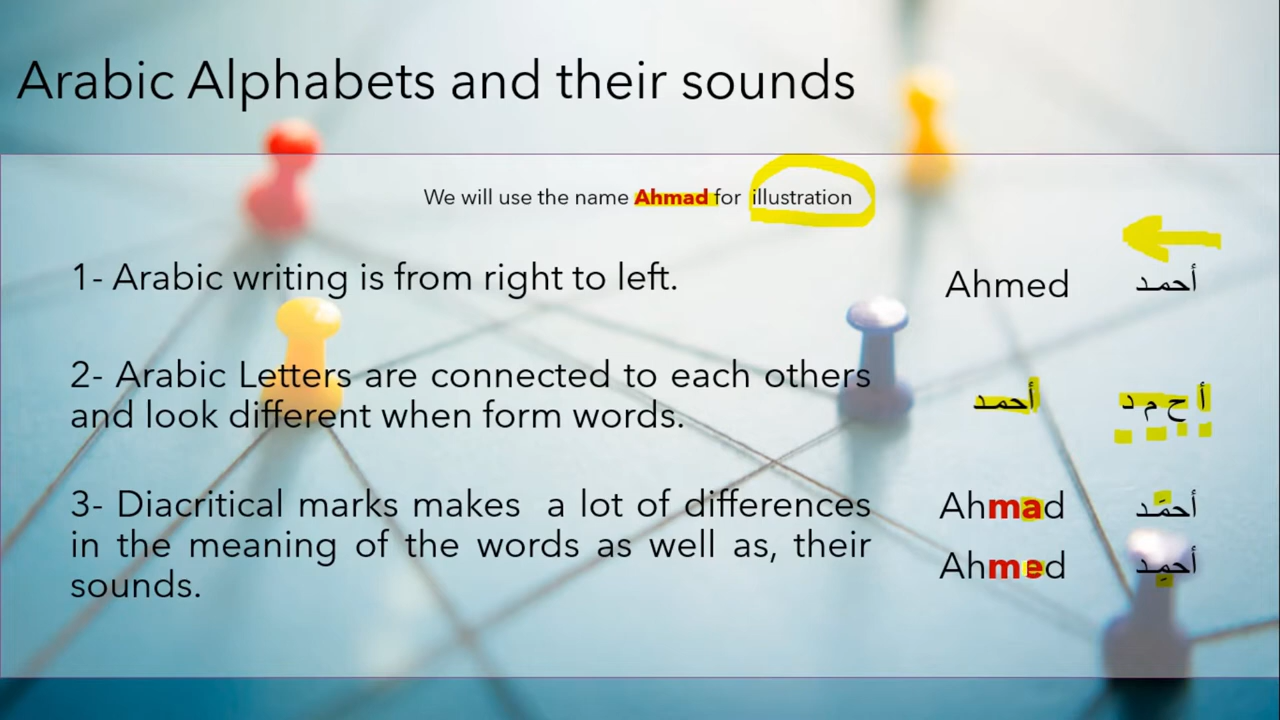 Arabic Alphabets and their sounds
We will use the name Ahmad for illustration
1- Arabic writing is from right to left.
Ahmed أحمد
2- Arabic Letters are connected to each others
and look different when form words.
أحمد أ ح م د
3- Diacritical marks makes a lot of differences
in the meaning of the words as well as, their
sounds.
Ahmad أحمَد
Ahmed أحمِد